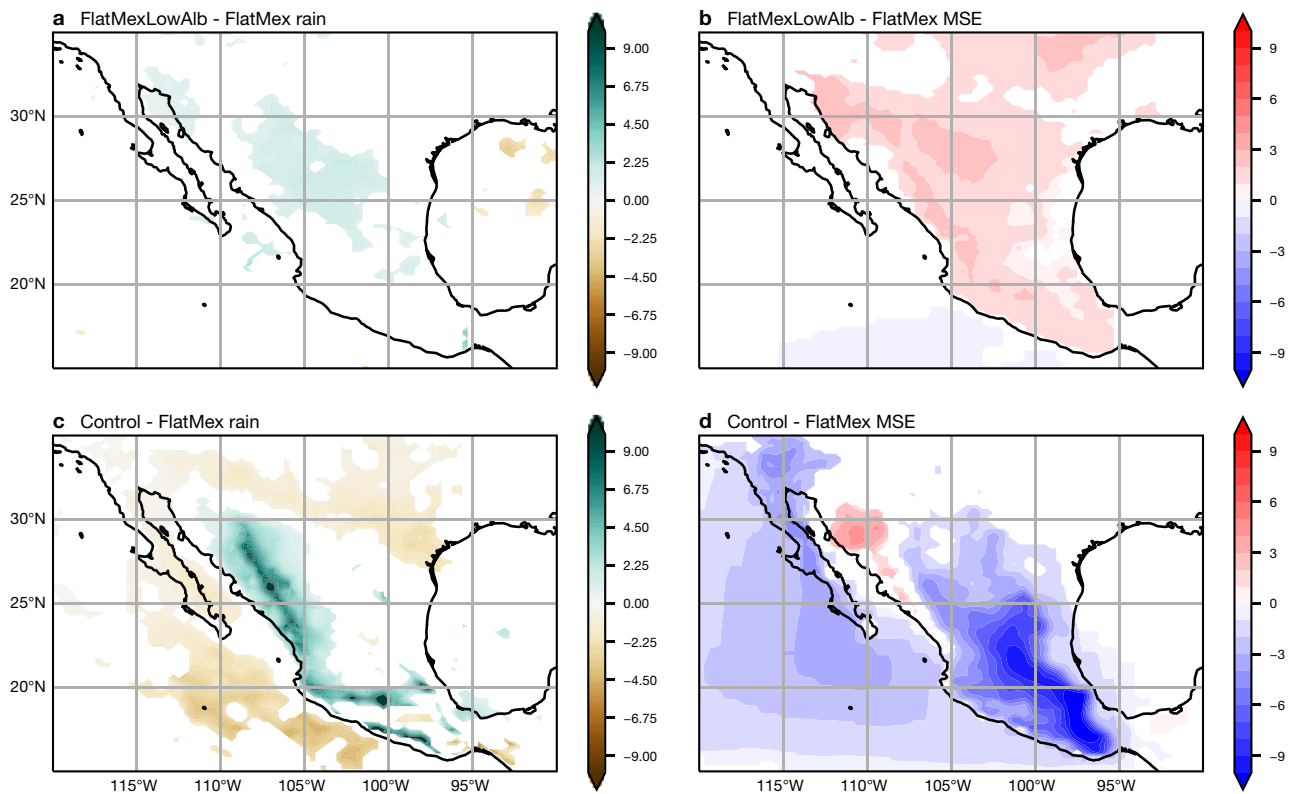 a FlatMexLowAlb - FlatMex rain
b FlatMexLowAlb - FlatMex MSE
30°N
25°N
20°N
9.00
6.75
4.50
2.25
0.00
−2.25
−4.50
−6.75
−9.00
9
6
3
0
−3
−6
−9
c Control - FlatMex rain
d Control - FlatMex MSE
30°N
25°N
20°N
9.00
6.75
4.50
2.25
0.00
−2.25
−4.50
−6.75
−9.00
9
6
3
0
−3
−6
−9
115°W 110°W 105°W 100°W 95°W
115°W 110°W 105°W 100°W 95°W